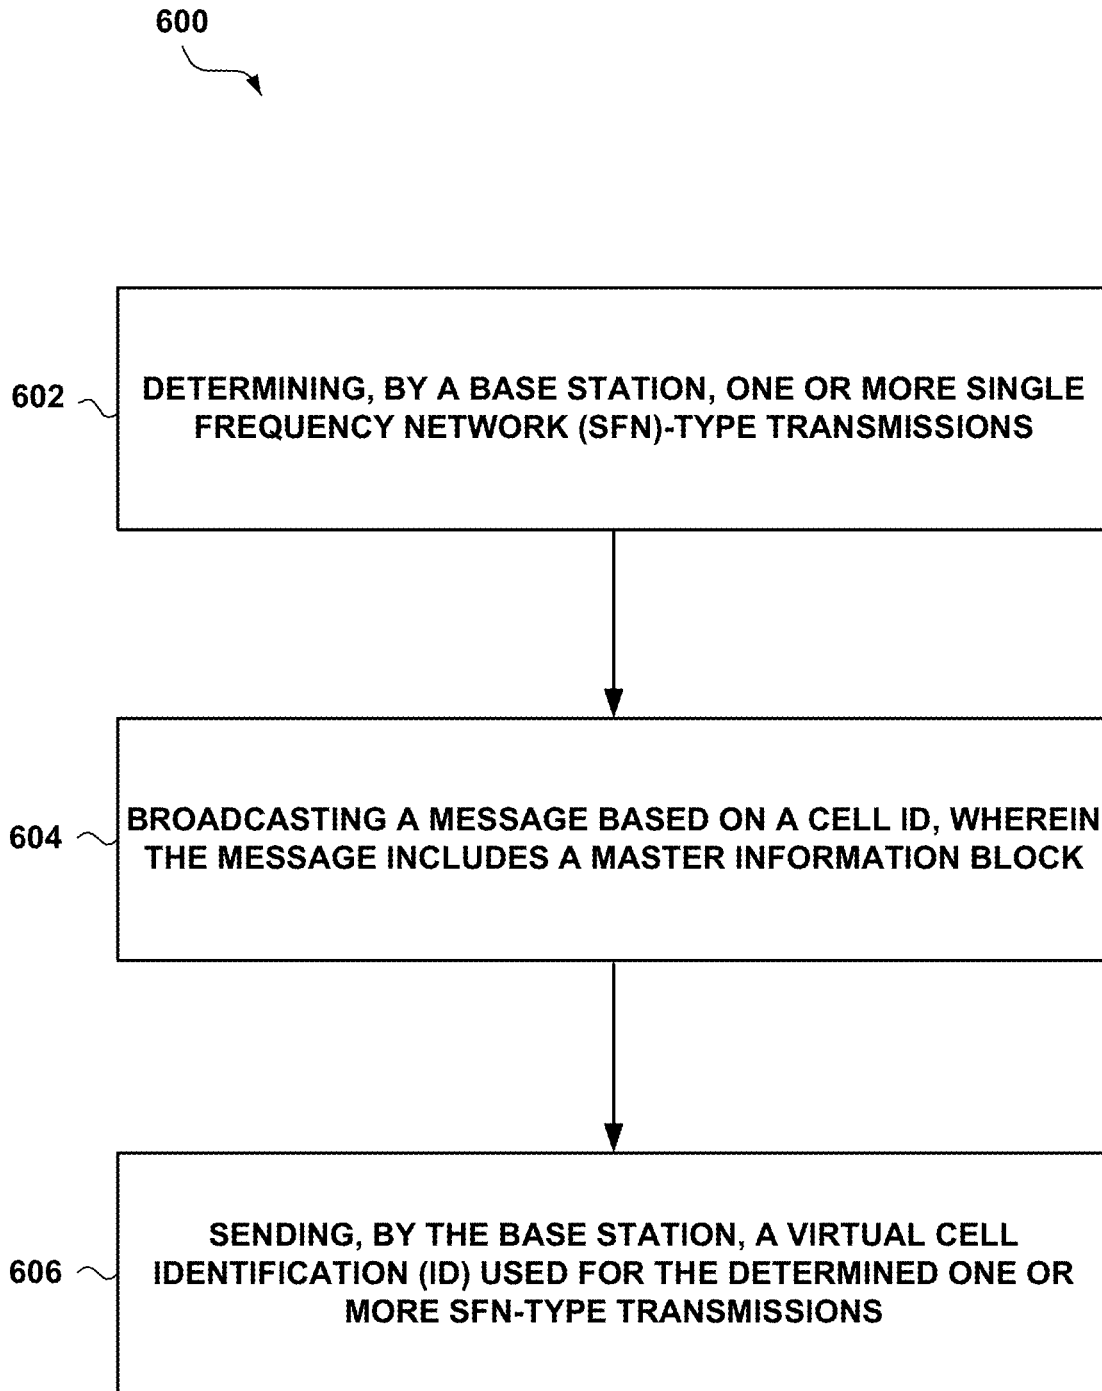 600
602
DETERMINING, BY A BASE STATION, ONE OR MORE SINGLE
FREQUENCY NETWORK (SFN)-TYPE TRANSMISSIONS
604
BROADCASTING A MESSAGE BASED ON A CELL ID, WHEREIN
THE MESSAGE INCLUDES A MASTER INFORMATION BLOCK
606
SENDING, BY THE BASE STATION, A VIRTUAL CELL
IDENTIFICATION (ID) USED FOR THE DETERMINED ONE OR
MORE SFN-TYPE TRANSMISSIONS